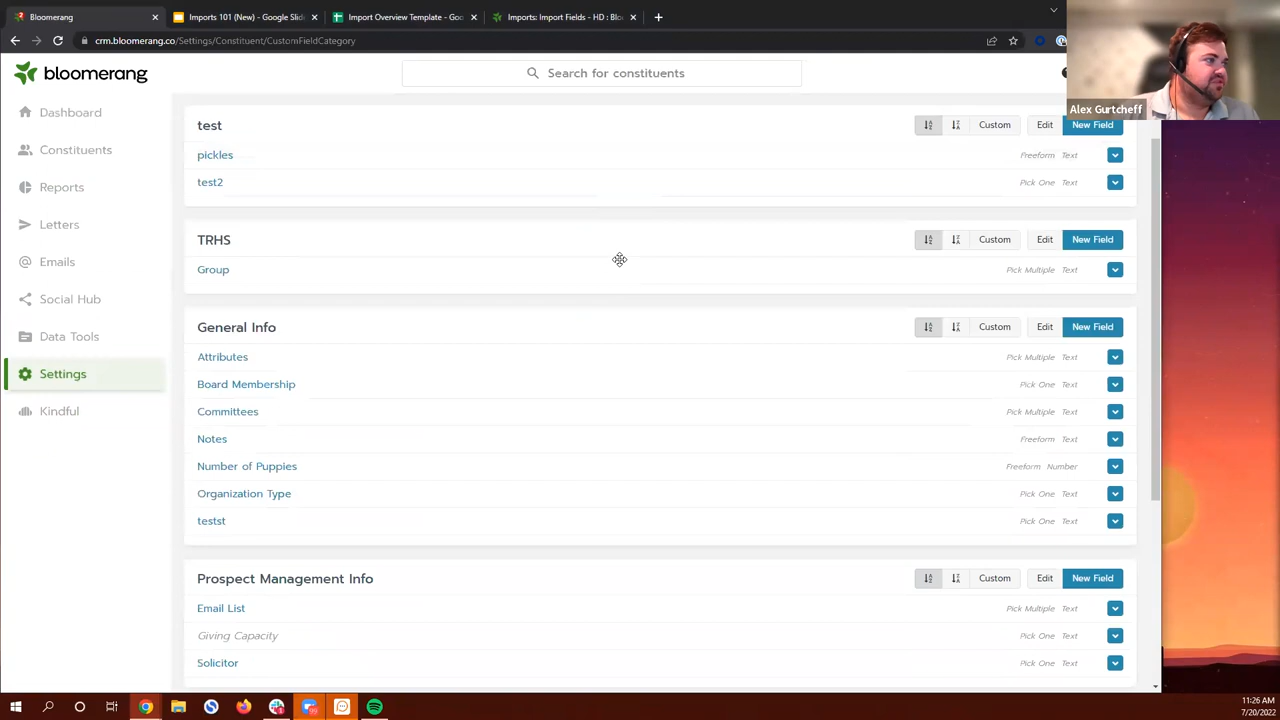 Bloomerang
Imports 101 (New) - Google Slid
Import Overview Template - Goo
Imports: Import Fields - HD : Blo
crm.bloomerang.co/Settings/Constituent/CustomFieldCategory
bloomerang
Search for constituents
Alex Gurtcheff
Dashboard
Constituents
Reports
Letters
Emails
Social Hub
Data Tools
Settings
Kindful
test
Custom
Edit
New Field
pickles
Freeform Text
test2
Pick One Text
TRHS
Custom
Edit
New Field
Group
Pick Multiple Text
General Info
Custom
Edit
New Field
Attributes
Pick Multiple Text
Board Membership
Pick One Text
Committees
Pick Multiple Text
Notes
Freeform Text
Number of Puppies
Freeform Number
Organization Type
Pick One Text
testst
Pick One Text
Prospect Management Info
Custom
Edit
New Field
Email List
Pick Multiple Text
Giving Capacity
Pick One Text
Solicitor
Pick One Text
11:26 AM
7/20/2022